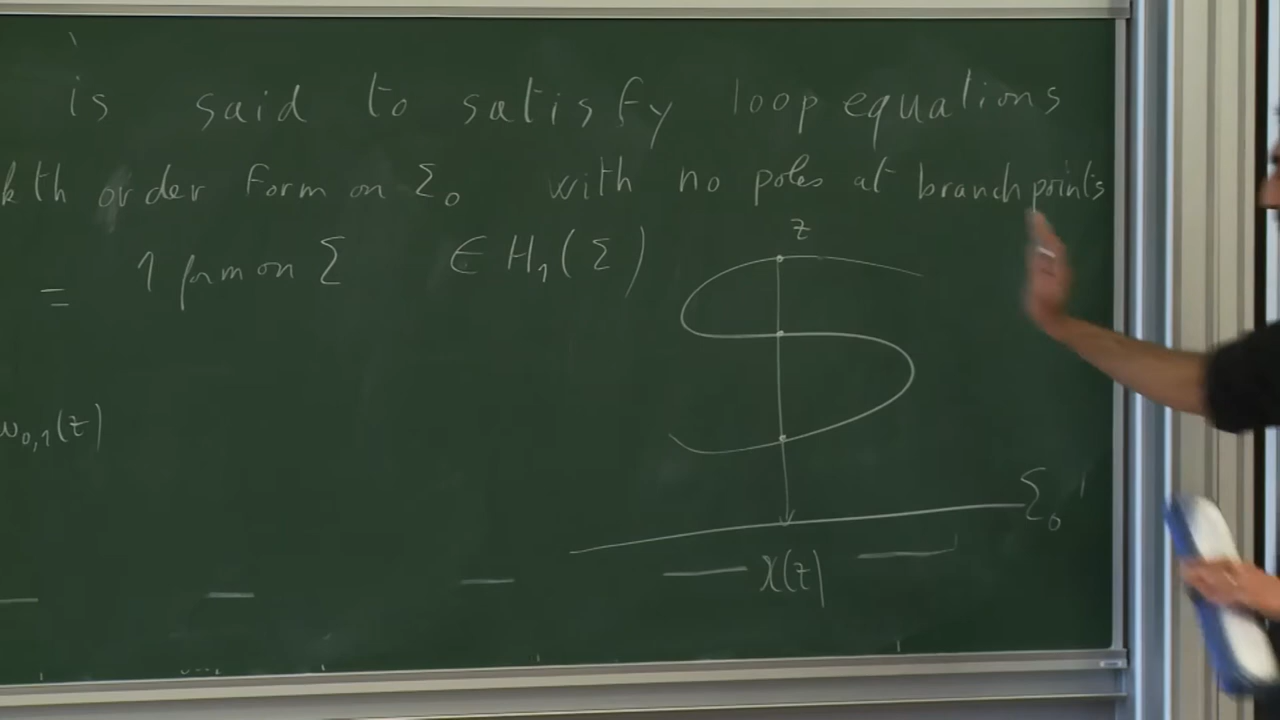 is said to satisfy loop equations
kth order form on Σ₀ with no poles at branchpoints
= 1 form on Σ ∈ H₁(Σ)
z
ω₀,₁(z)
Σ₀
x(z)